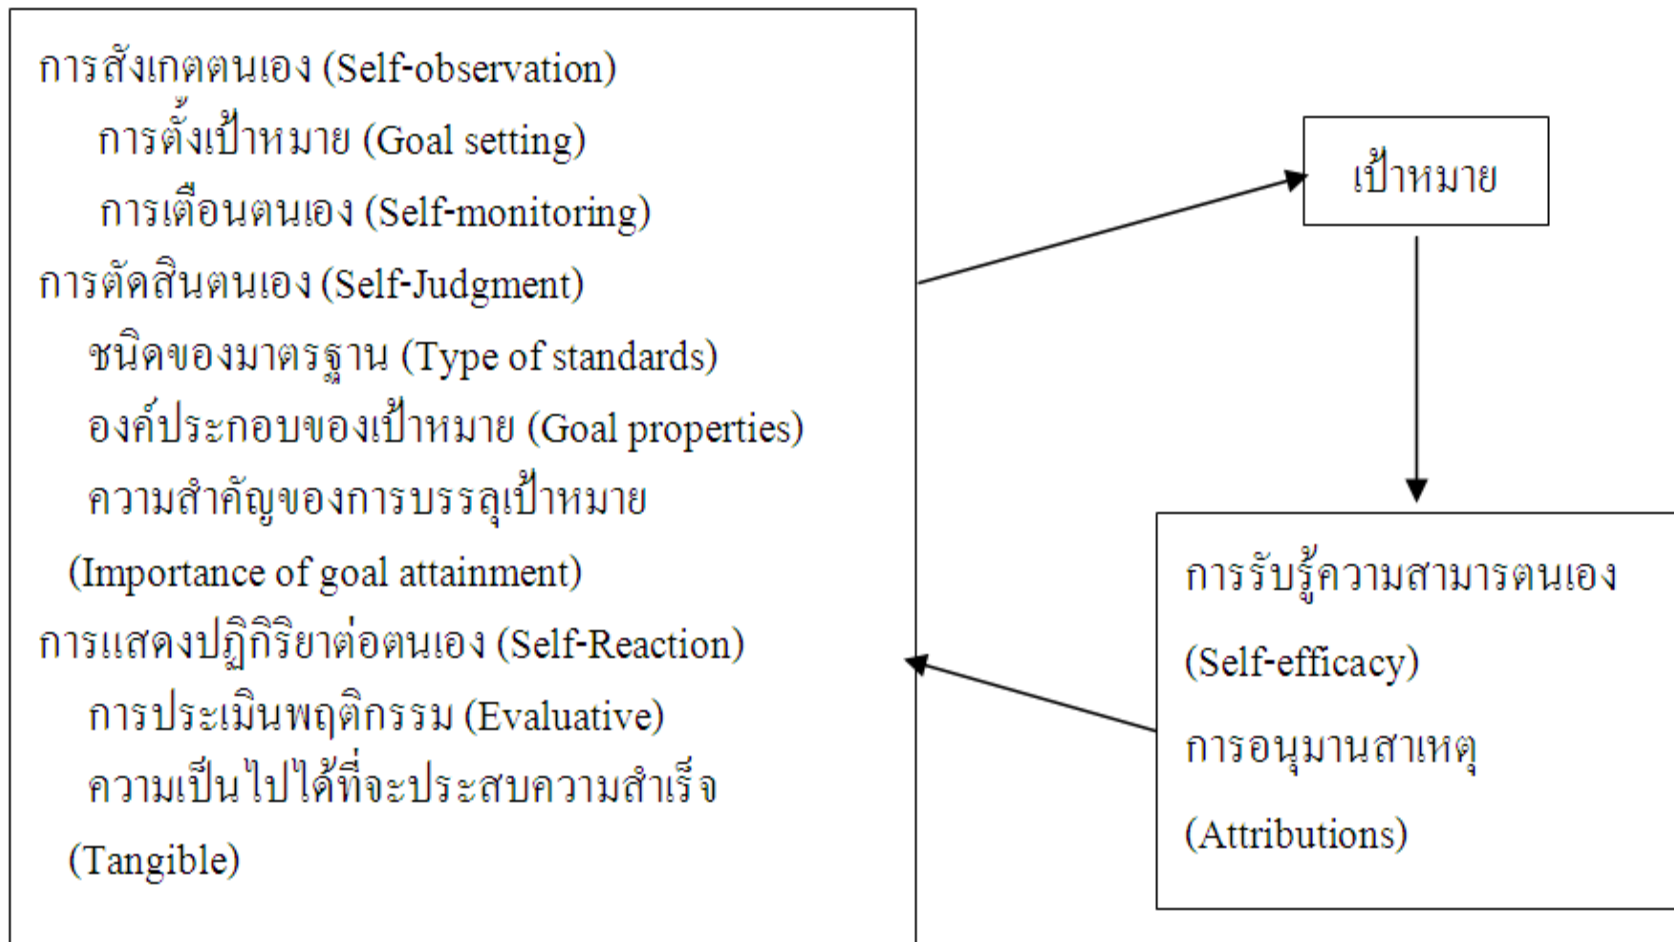 การสังเกตตนเอง (Self-observation)
การตั้งเป้าหมาย (Goal setting)
การเตือนตนเอง (Self-monitoring)
การตัดสินตนเอง (Self-Judgment)
ชนิดของมาตรฐาน (Type of standards)
องค์ประกอบของเป้าหมาย (Goal properties)
ความสำคัญของการบรรลุเป้าหมาย
(Importance of goal attainment)
การแสดงปฏิกิริยาต่อตนเอง (Self-Reaction)
การประเมินพฤติกรรม (Evaluative)
ความเป็นไปได้ที่จะประสบความสำเร็จ
(Tangible)
เป้าหมาย
การรับรู้ความสามารตนเอง
(Self-efficacy)
การอนุมานสาเหตุ
(Attributions)